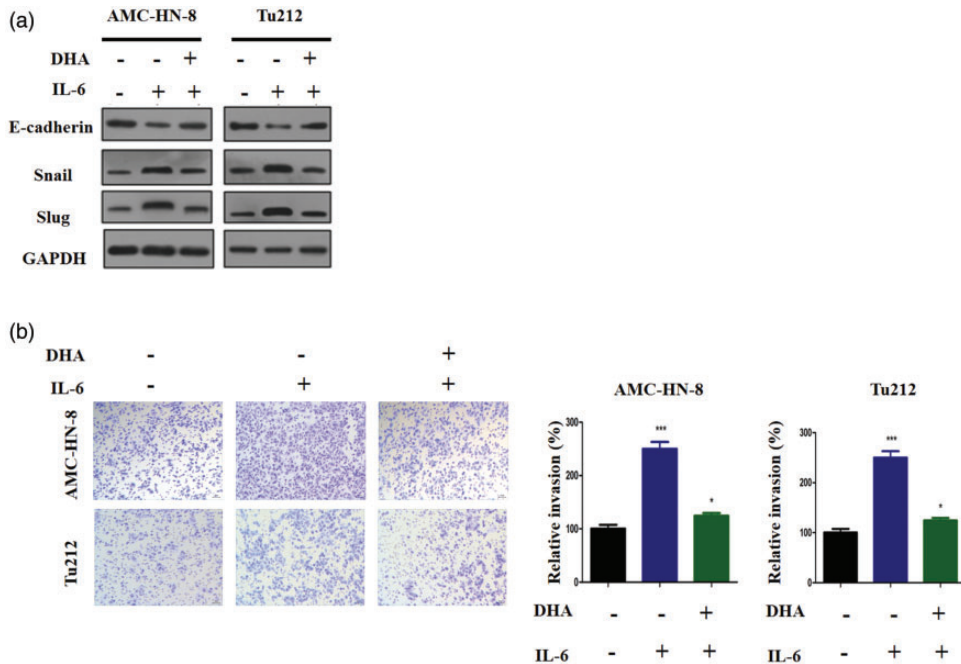 (a)
AMC-HN-8 Tu212
DHA - - + - - +
IL-6 - + + - + +
E-cadherin
Snail
Slug
GAPDH
(b)
DHA - - +
IL-6 - + +
AMC-HN-8
Tu212
AMC-HN-8
Relative invasion (%)
300
200
100
0
***
*
DHA - - +
IL-6 - + +
Tu212
Relative invasion (%)
300
200
100
0
***
*
DHA - - +
IL-6 - + +